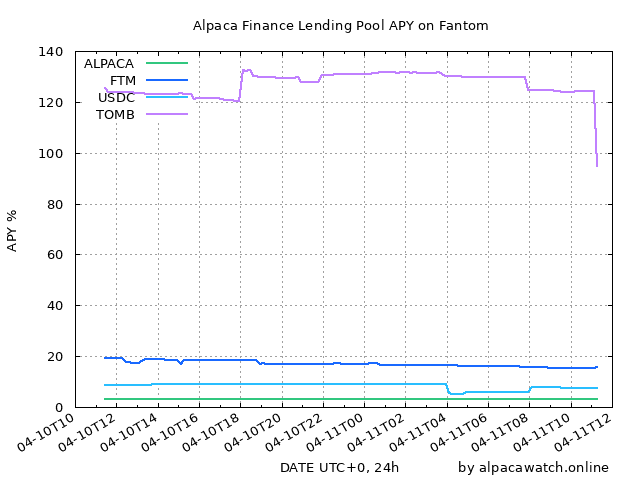 Alpaca Finance Lending Pool APY on Fantom
140
120
100
80
60
40
20
0
APY %
ALPACA
FTM
USDC
TOMB
04-10T10
04-10T12
04-10T14
04-10T16
04-10T18
04-10T20
04-10T22
04-11T00
04-11T02
04-11T04
04-11T06
04-11T08
04-11T10
04-11T12
DATE UTC+0, 24h
by alpacawatch.online